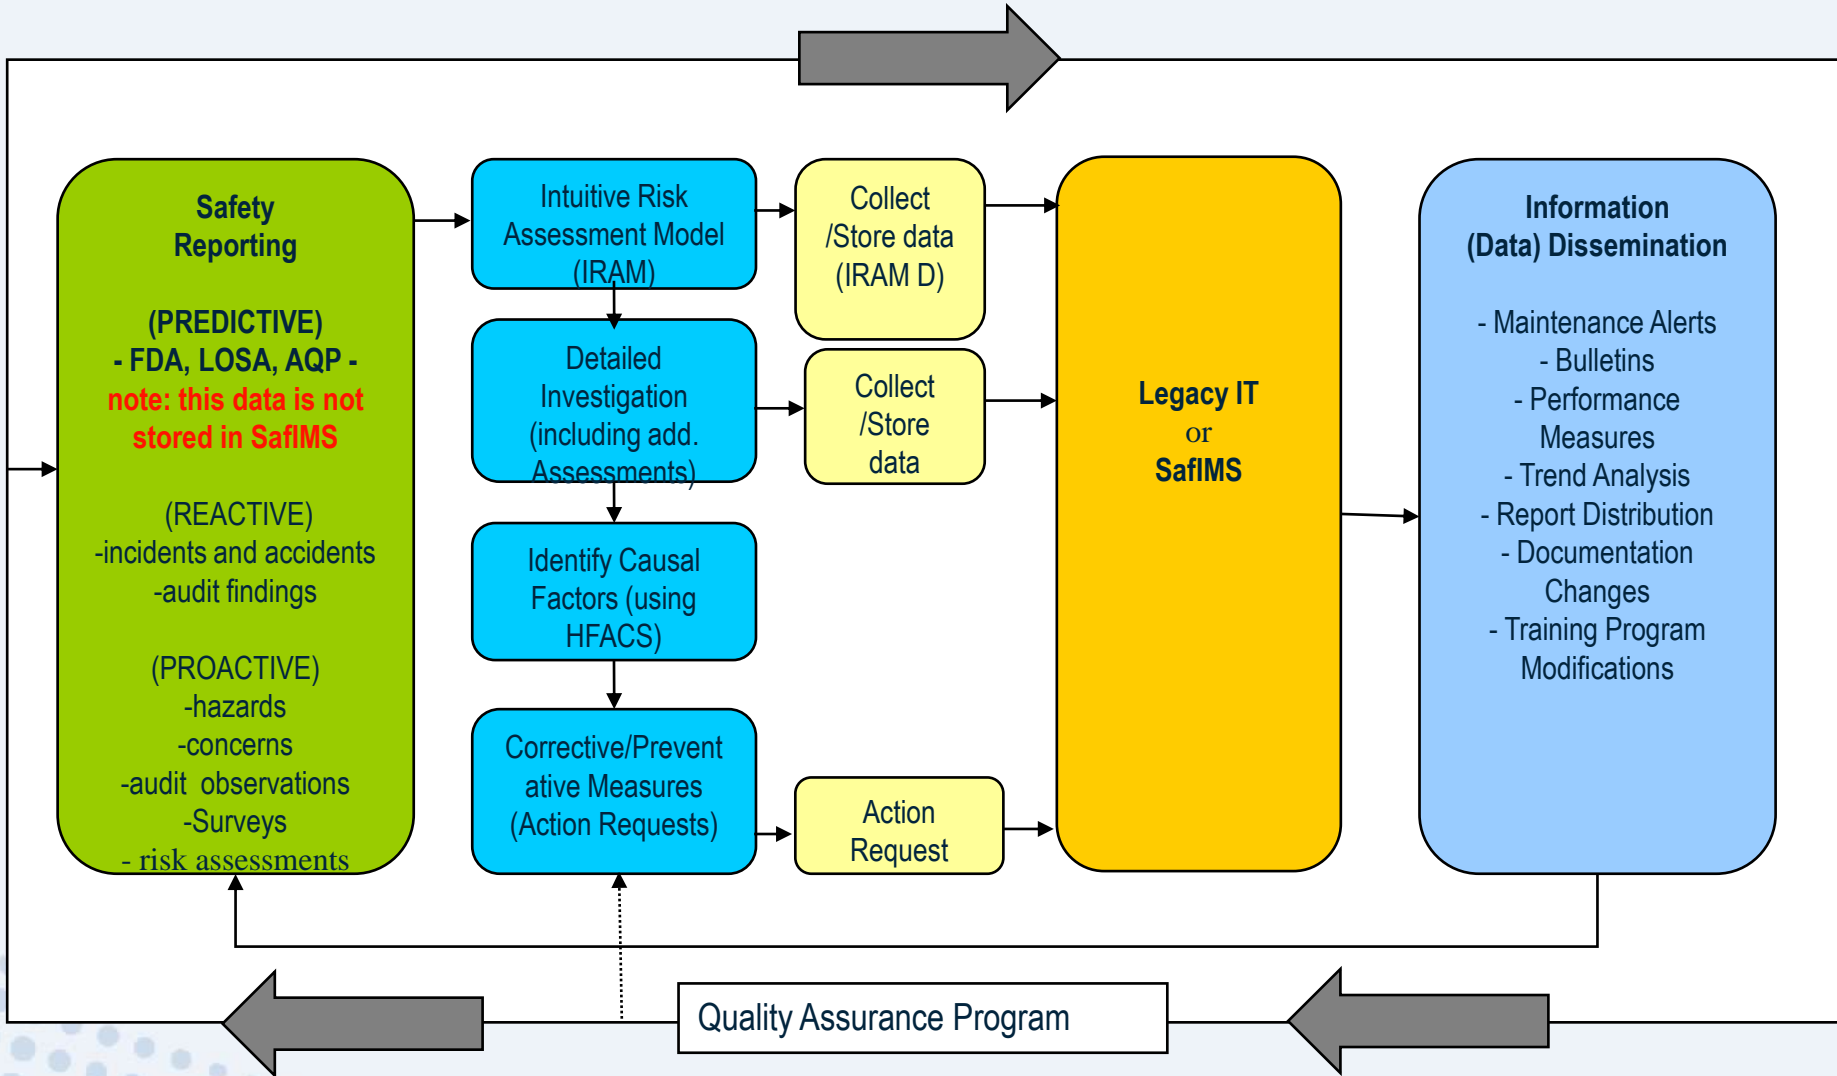 Safety
Reporting
(PREDICTIVE)
- FDA, LOSA, AQP -
note: this data is not
stored in SafIMS
(REACTIVE)
-incidents and accidents
-audit findings
(PROACTIVE)
-hazards
-concerns
-audit observations
-Surveys
- risk assessments
Intuitive Risk
Assessment Model
(IRAM)
Detailed
Investigation
(including add.
Assessments)
Identify Causal
Factors (using
HFACS)
Corrective/Prevent
ative Measures
(Action Requests)
Collect
/Store data
(IRAM D)
Collect
/Store
data
Action
Request
Legacy IT
or
SafIMS
Information
(Data) Dissemination
- Maintenance Alerts
- Bulletins
- Performance
Measures
- Trend Analysis
- Report Distribution
- Documentation
Changes
- Training Program
Modifications
Quality Assurance Program